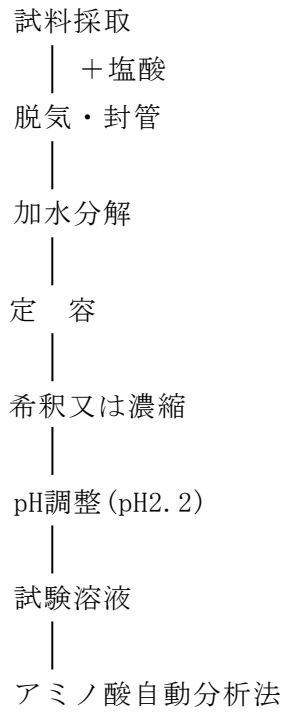 試料採取
＋塩酸
脱気・封管
加水分解
定　容
希釈又は濃縮
pH調整(pH2.2)
試験溶液
アミノ酸自動分析法